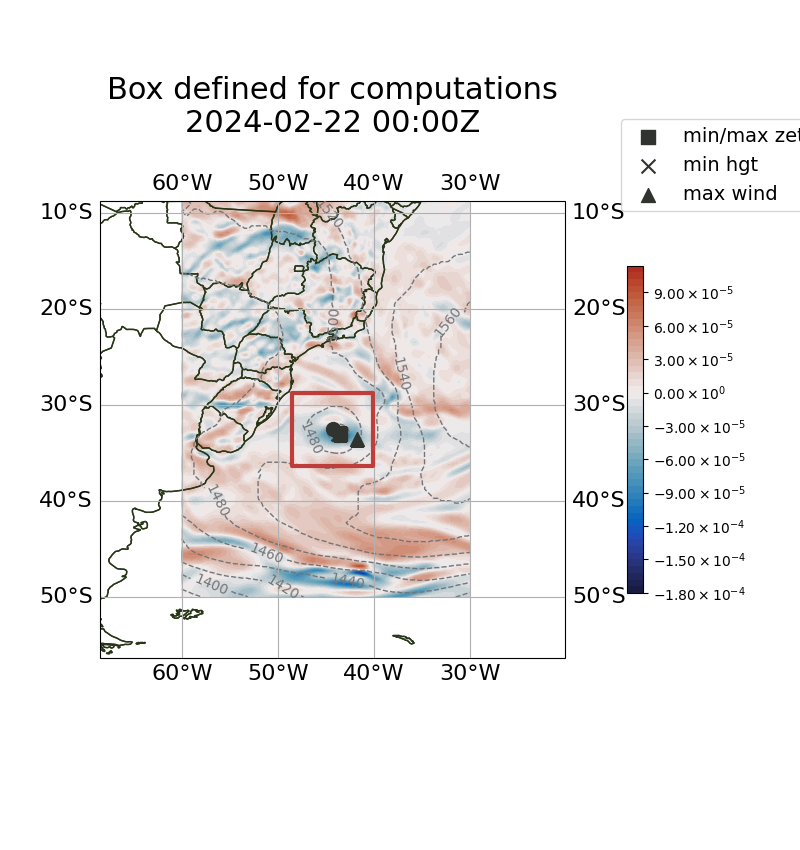 Box defined for computations
2024-02-22 00:00Z
min/max zet
min hgt
max wind
60°W 50°W 40°W 30°W
10°S 10°S
20°S 20°S
30°S 30°S
40°S 40°S
50°S 50°S
60°W 50°W 40°W 30°W
1520
1560
1540
1480
1480
1460
1440
1420
1400
9.00 × 10⁻⁵
6.00 × 10⁻⁵
3.00 × 10⁻⁵
0.00 × 10⁰
−3.00 × 10⁻⁵
−6.00 × 10⁻⁵
−9.00 × 10⁻⁵
−1.20 × 10⁻⁴
−1.50 × 10⁻⁴
−1.80 × 10⁻⁴